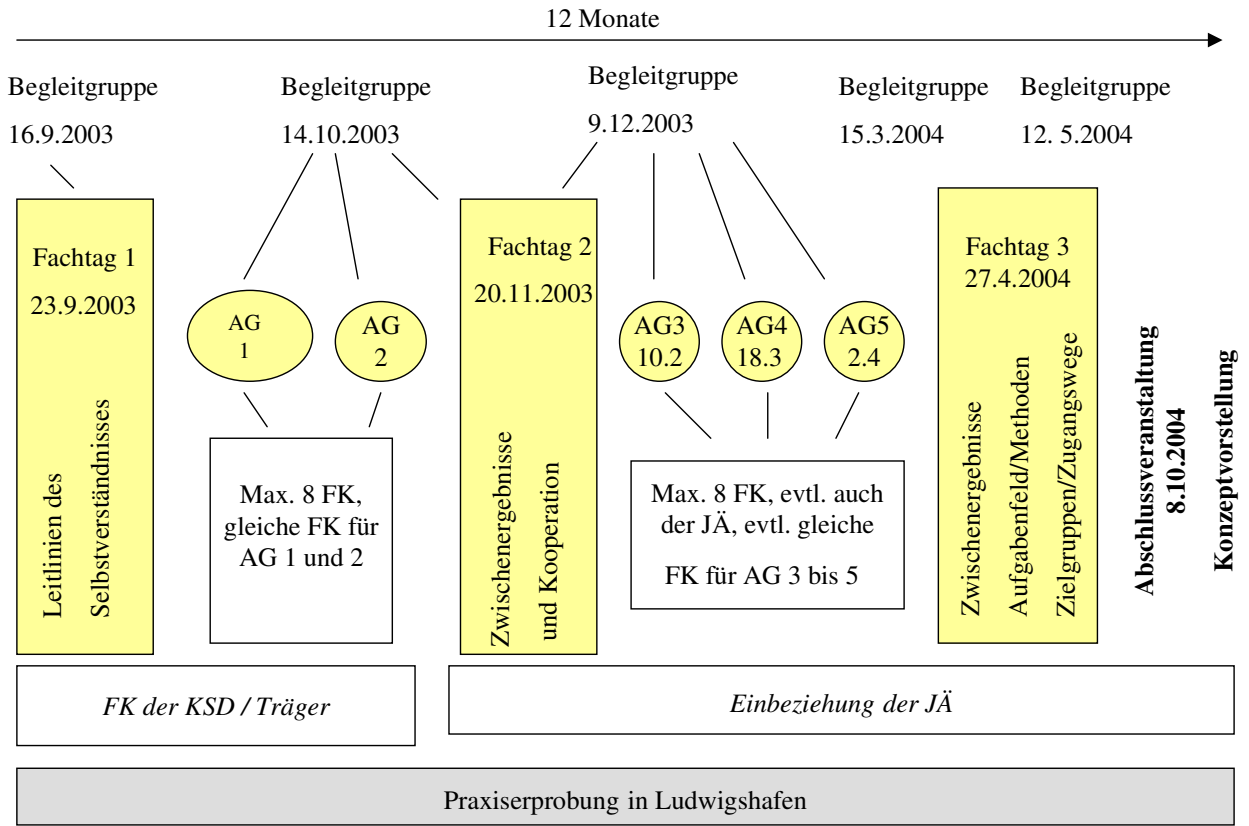 12 Monate
Begleitgruppe
16.9.2003
Begleitgruppe
14.10.2003
Begleitgruppe
9.12.2003
Begleitgruppe
15.3.2004
Begleitgruppe
12. 5.2004
Fachtag 1
23.9.2003
Leitlinien des
Selbstverständnisses
AG
1
AG
2
Max. 8 FK,
gleiche FK für
AG 1 und 2
Fachtag 2
20.11.2003
Zwischenergebnisse
und Kooperation
AG3
10.2
AG4
18.3
AG5
2.4
Max. 8 FK, evtl. auch
der JÄ, evtl. gleiche
FK für AG 3 bis 5
Fachtag 3
27.4.2004
Zwischenergebnisse
Aufgabenfeld/Methoden
Zielgruppen/Zugangswege
Abschlussveranstaltung
8.10.2004
Konzeptvorstellung
FK der KSD / Träger
Einbeziehung der JÄ
Praxiserprobung in Ludwigshafen